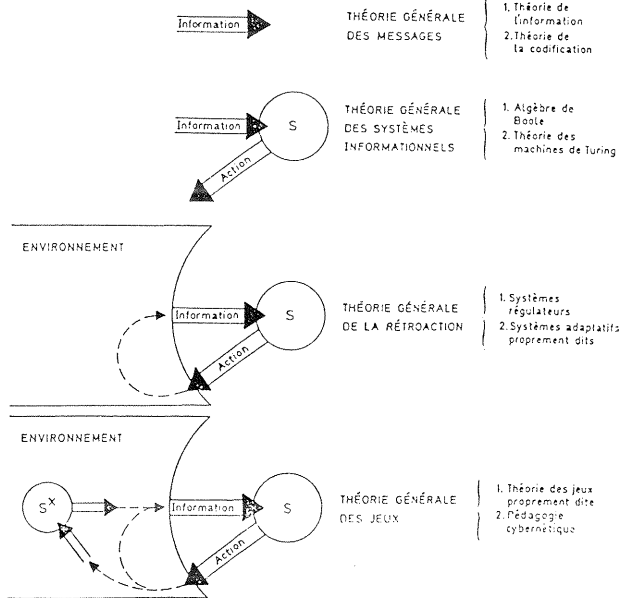 Information
THÉORIE GÉNÉRALE
DES MESSAGES
1. Théorie de
l'information
2. Théorie de
la codification
Information
S
Action
THÉORIE GÉNÉRALE
DES SYSTÈMES
INFORMATIONNELS
1. Algèbre de
Boole
2. Théorie des
machines de Turing
ENVIRONNEMENT
Information
S
Action
THÉORIE GÉNÉRALE
DE LA RÉTROACTION
1. Systèmes
régulateurs
2. Systèmes adaptatifs
proprement dits
ENVIRONNEMENT
Sx
Information
S
Action
THÉORIE GÉNÉRALE
DES JEUX
1. Théorie des jeux
proprement dite
2. Pédagogie
cybernétique